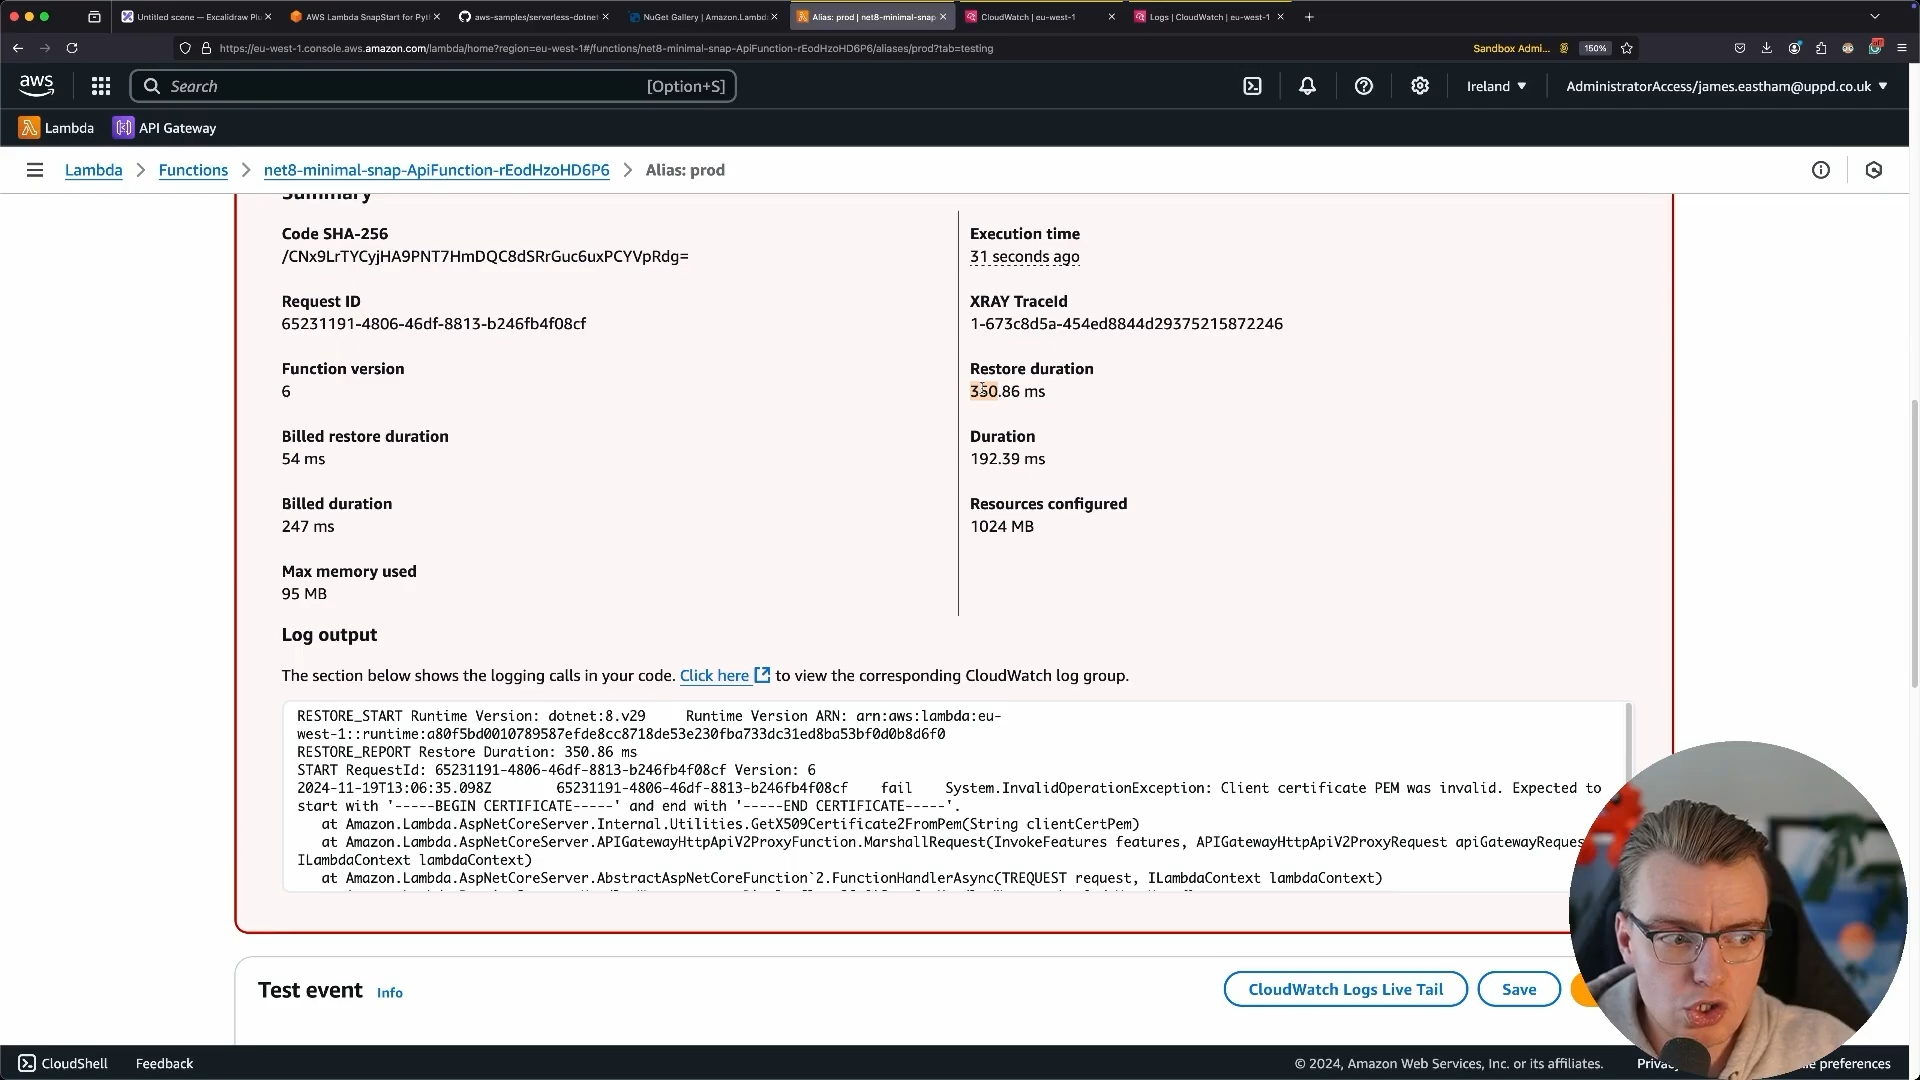 Untitled scene — Excalidraw Plu
AWS Lambda SnapStart for Pyt
aws-samples/serverless-dotnet
NuGet Gallery | Amazon.Lambda
Alias: prod | net8-minimal-snap
CloudWatch | eu-west-1
Logs | CloudWatch | eu-west-1
https://eu-west-1.console.aws.amazon.com/lambda/home?region=eu-west-1#/functions/net8-minimal-snap-ApiFunction-rEodHzoHD6P6/aliases/prod?tab=testing
Sandbox Admi...
150%
aws
Search
[Option+S]
Ireland
AdministratorAccess/james.eastham@uppd.co.uk
Lambda
API Gateway
Lambda
Functions
net8-minimal-snap-ApiFunction-rEodHzoHD6P6
Alias: prod
Summary
Code SHA-256
/CNx9LrTYCyjHA9PNT7HmDQC8dSRrGuc6uxPCYVpRdg=
Execution time
31 seconds ago
Request ID
65231191-4806-46df-8813-b246fb4f08cf
XRAY TraceId
1-673c8d5a-454ed8844d29375215872246
Function version
6
Restore duration
350.86 ms
Billed restore duration
54 ms
Duration
192.39 ms
Billed duration
247 ms
Resources configured
1024 MB
Max memory used
95 MB
Log output
The section below shows the logging calls in your code. Click here to view the corresponding CloudWatch log group.
RESTORE_START Runtime Version: dotnet:8.v29 Runtime Version ARN: arn:aws:lambda:eu-
west-1::runtime:a80f5bd0010789587efde8cc8718de53e230fba733dc31ed8ba53bf0d0b8d6f0
RESTORE_REPORT Restore Duration: 350.86 ms
START RequestId: 65231191-4806-46df-8813-b246fb4f08cf Version: 6
2024-11-19T13:06:35.098Z 65231191-4806-46df-8813-b246fb4f08cf fail System.InvalidOperationException: Client certificate PEM was invalid. Expected to
start with '-----BEGIN CERTIFICATE-----' and end with '-----END CERTIFICATE-----'.
at Amazon.Lambda.AspNetCoreServer.Internal.Utilities.GetX509Certificate2FromPem(String clientCertPem)
at Amazon.Lambda.AspNetCoreServer.APIGatewayHttpApiV2ProxyFunction.MarshallRequest(InvokeFeatures features, APIGatewayHttpApiV2ProxyRequest apiGatewayReques
ILambdaContext lambdaContext)
at Amazon.Lambda.AspNetCoreServer.AbstractAspNetCoreFunction`2.FunctionHandlerAsync(TREQUEST request, ILambdaContext lambdaContext)
Test event
Info
CloudWatch Logs Live Tail
Save
CloudShell
Feedback
© 2024, Amazon Web Services, Inc. or its affiliates.
preferences